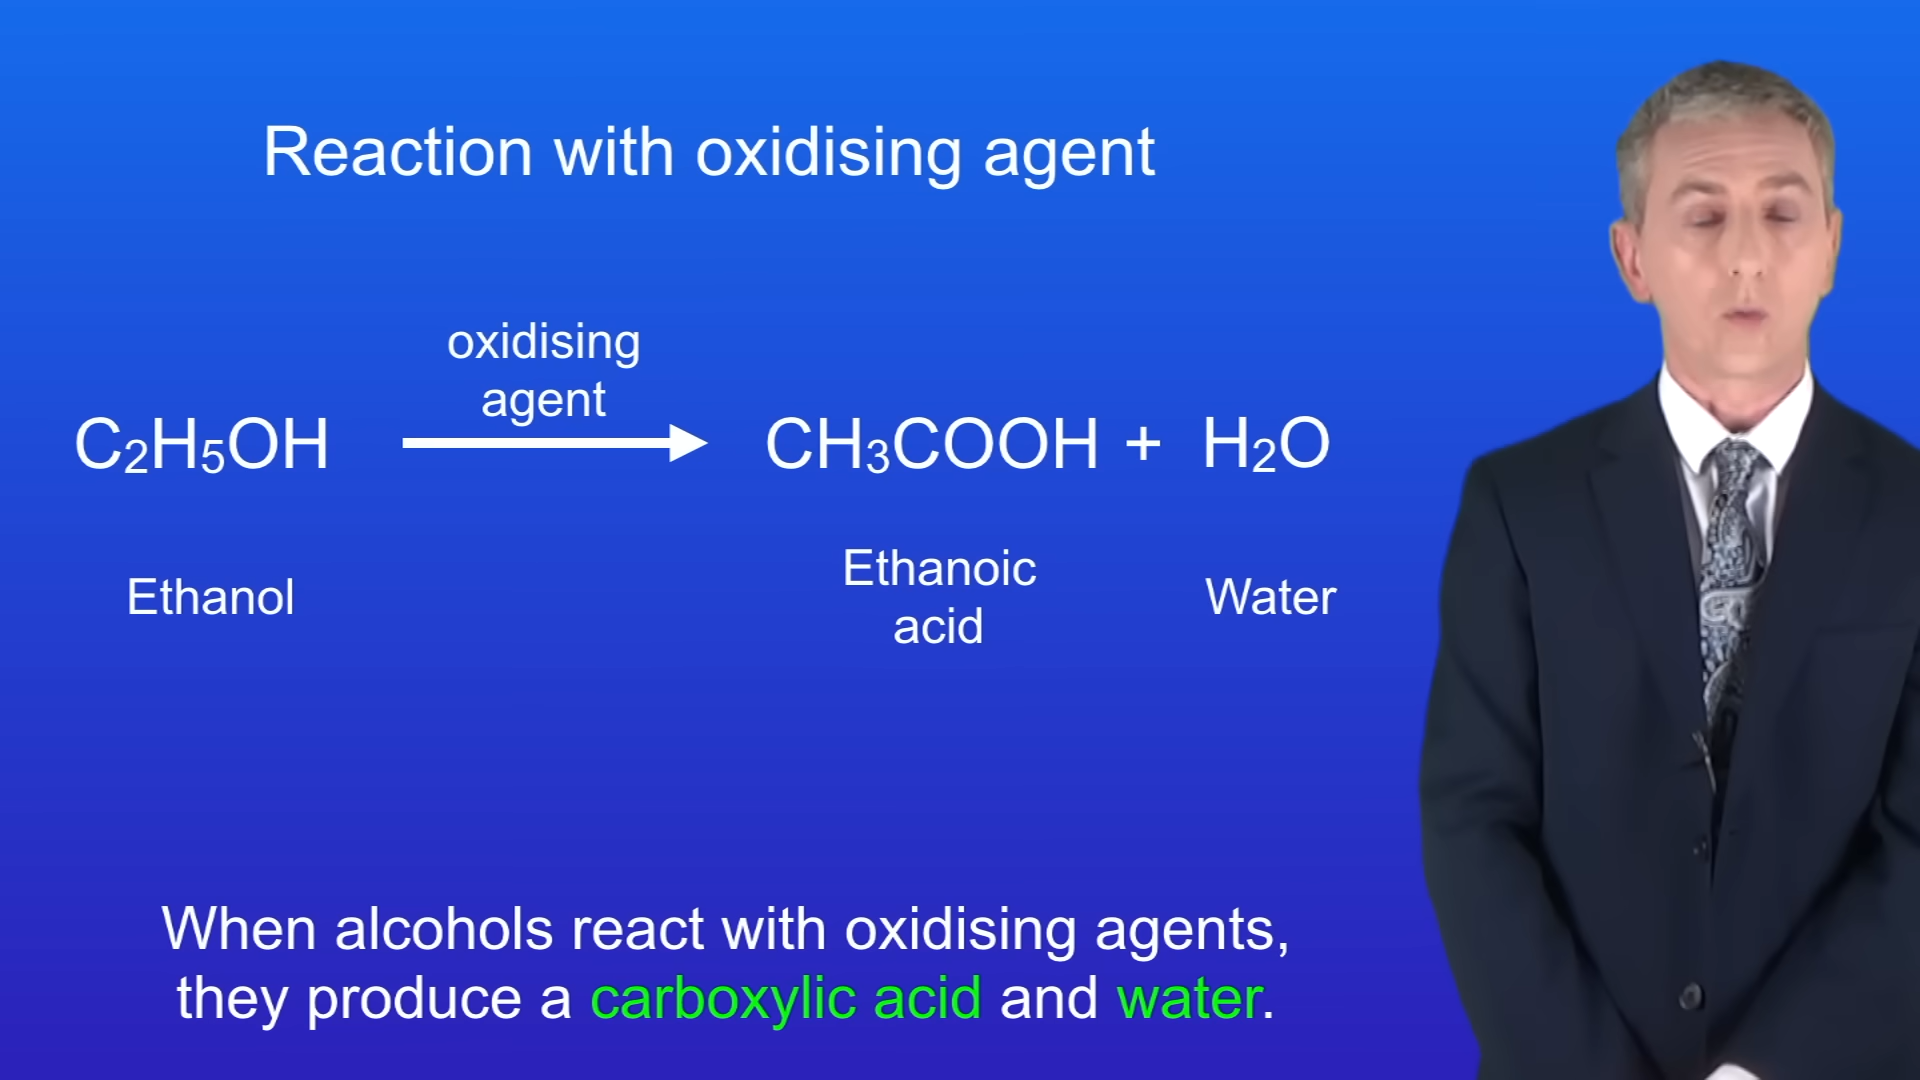 Reaction with oxidising agent
oxidising
agent
C₂H₅OH → CH₃COOH + H₂O
Ethanol
Ethanoic
acid
Water
When alcohols react with oxidising agents,
they produce a carboxylic acid and water.